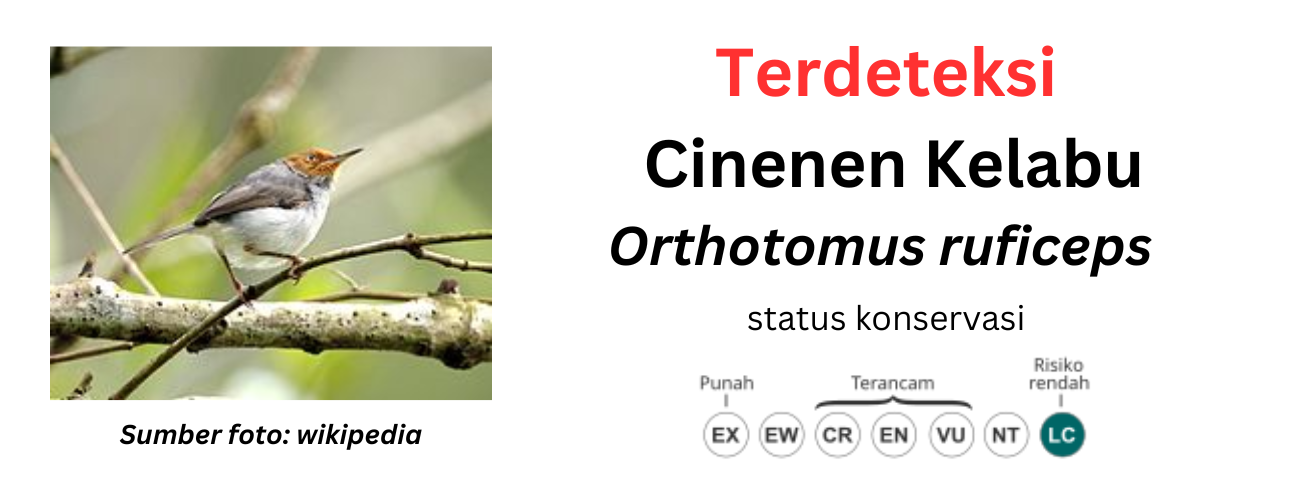 Terdeteksi
Cinenen Kelabu
Orthotomus ruficeps
status konservasi
Punah
Terancam
Risiko
rendah
EX EW CR EN VU NT LC
Sumber foto: wikipedia